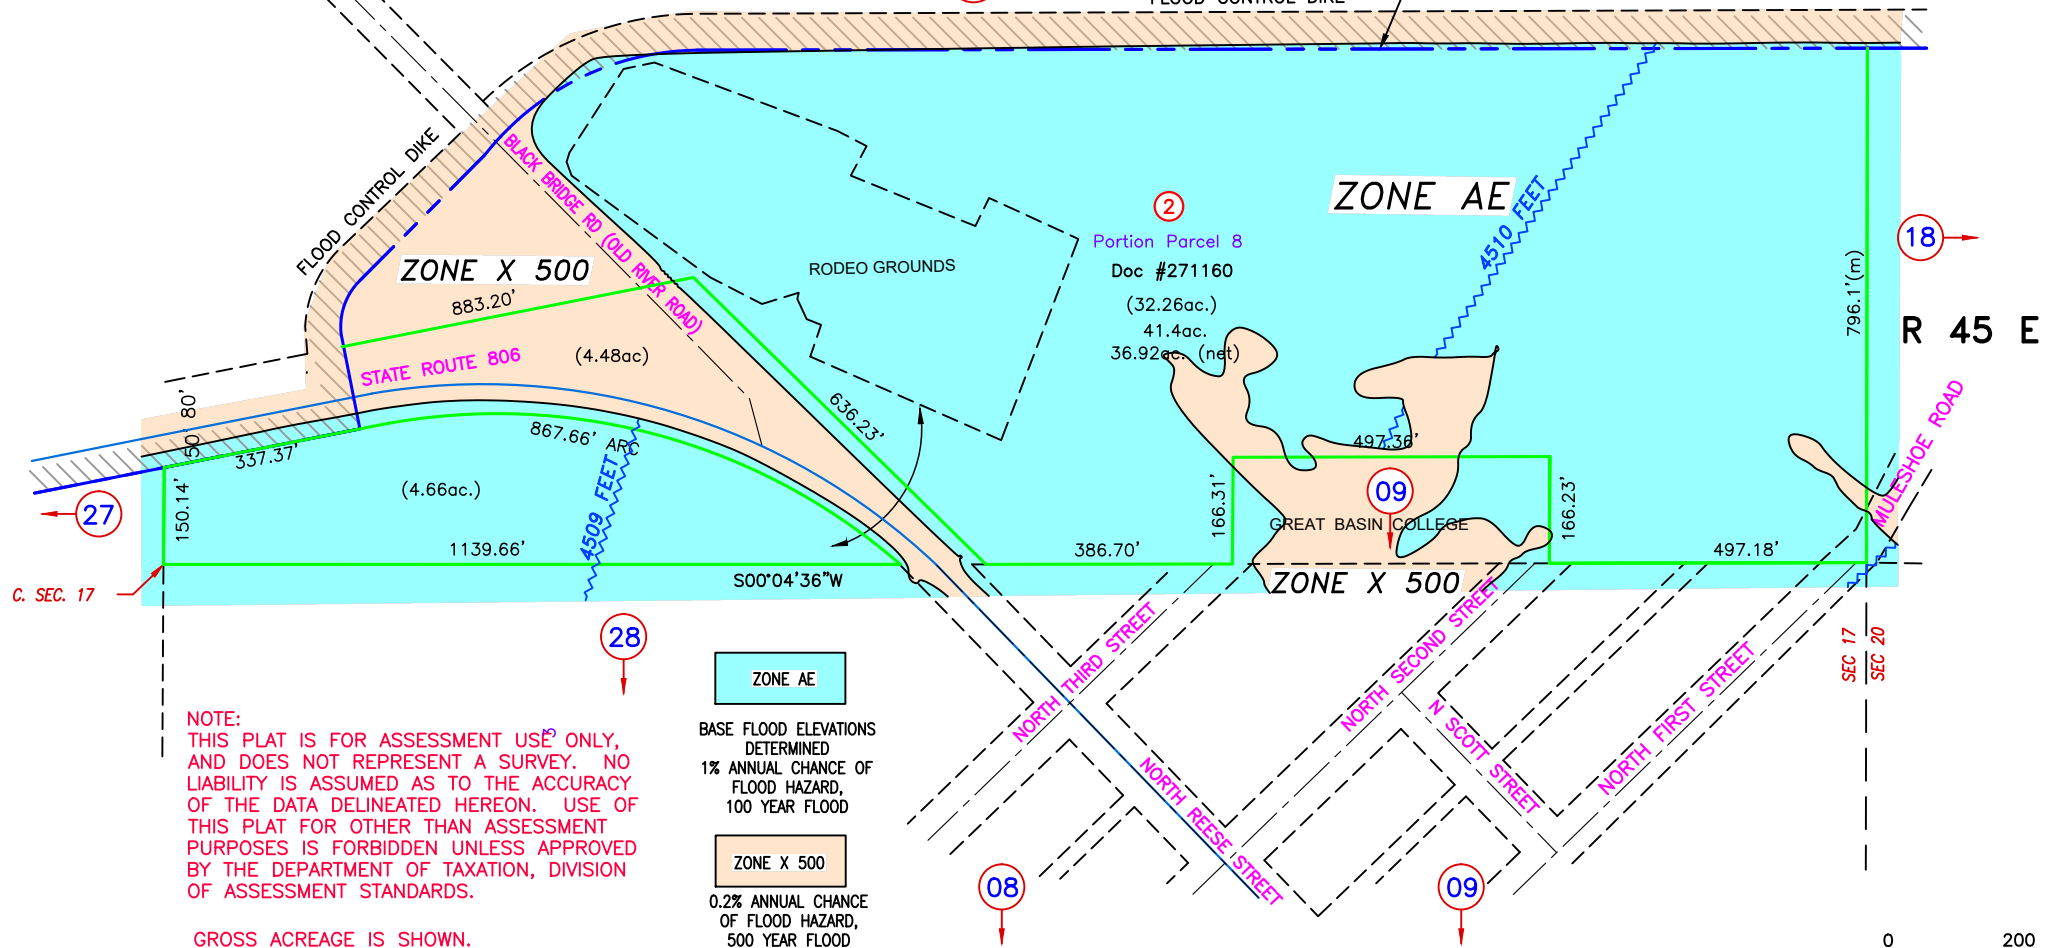 FLOOD CONTROL DIKE
FLOOD CONTROL DIKE
BLACK BRIDGE RD (OLD RIVER ROAD)
ZONE X 500
883.20'
STATE ROUTE 806
(4.48ac)
RODEO GROUNDS
2
Portion Parcel 8
Doc #271160
(32.26ac.)
41.4ac.
36.92ac. (net)
ZONE AE
4510 FEET
18
796.1'(m)
R 45 E
MULESHOE ROAD
80'
50'
337.37'
867.66' ARC
636.23'
497.36'
27
150.14'
(4.66ac.)
4509 FEET
1139.66'
S00°04'36"W
386.70'
166.31'
09
GREAT BASIN COLLEGE
166.23'
497.18'
ZONE X 500
C. SEC. 17
28
SEC 17
SEC 20
NORTH THIRD STREET
NORTH SECOND STREET
N SCOTT STREET
NORTH FIRST STREET
NORTH REESE STREET
ZONE AE
BASE FLOOD ELEVATIONS
DETERMINED
1% ANNUAL CHANCE OF
FLOOD HAZARD,
100 YEAR FLOOD
ZONE X 500
0.2% ANNUAL CHANCE
OF FLOOD HAZARD,
500 YEAR FLOOD
NOTE:
THIS PLAT IS FOR ASSESSMENT USE ONLY,
AND DOES NOT REPRESENT A SURVEY. NO
LIABILITY IS ASSUMED AS TO THE ACCURACY
OF THE DATA DELINEATED HEREON. USE OF
THIS PLAT FOR OTHER THAN ASSESSMENT
PURPOSES IS FORBIDDEN UNLESS APPROVED
BY THE DEPARTMENT OF TAXATION, DIVISION
OF ASSESSMENT STANDARDS.
GROSS ACREAGE IS SHOWN.
08
09
0 200